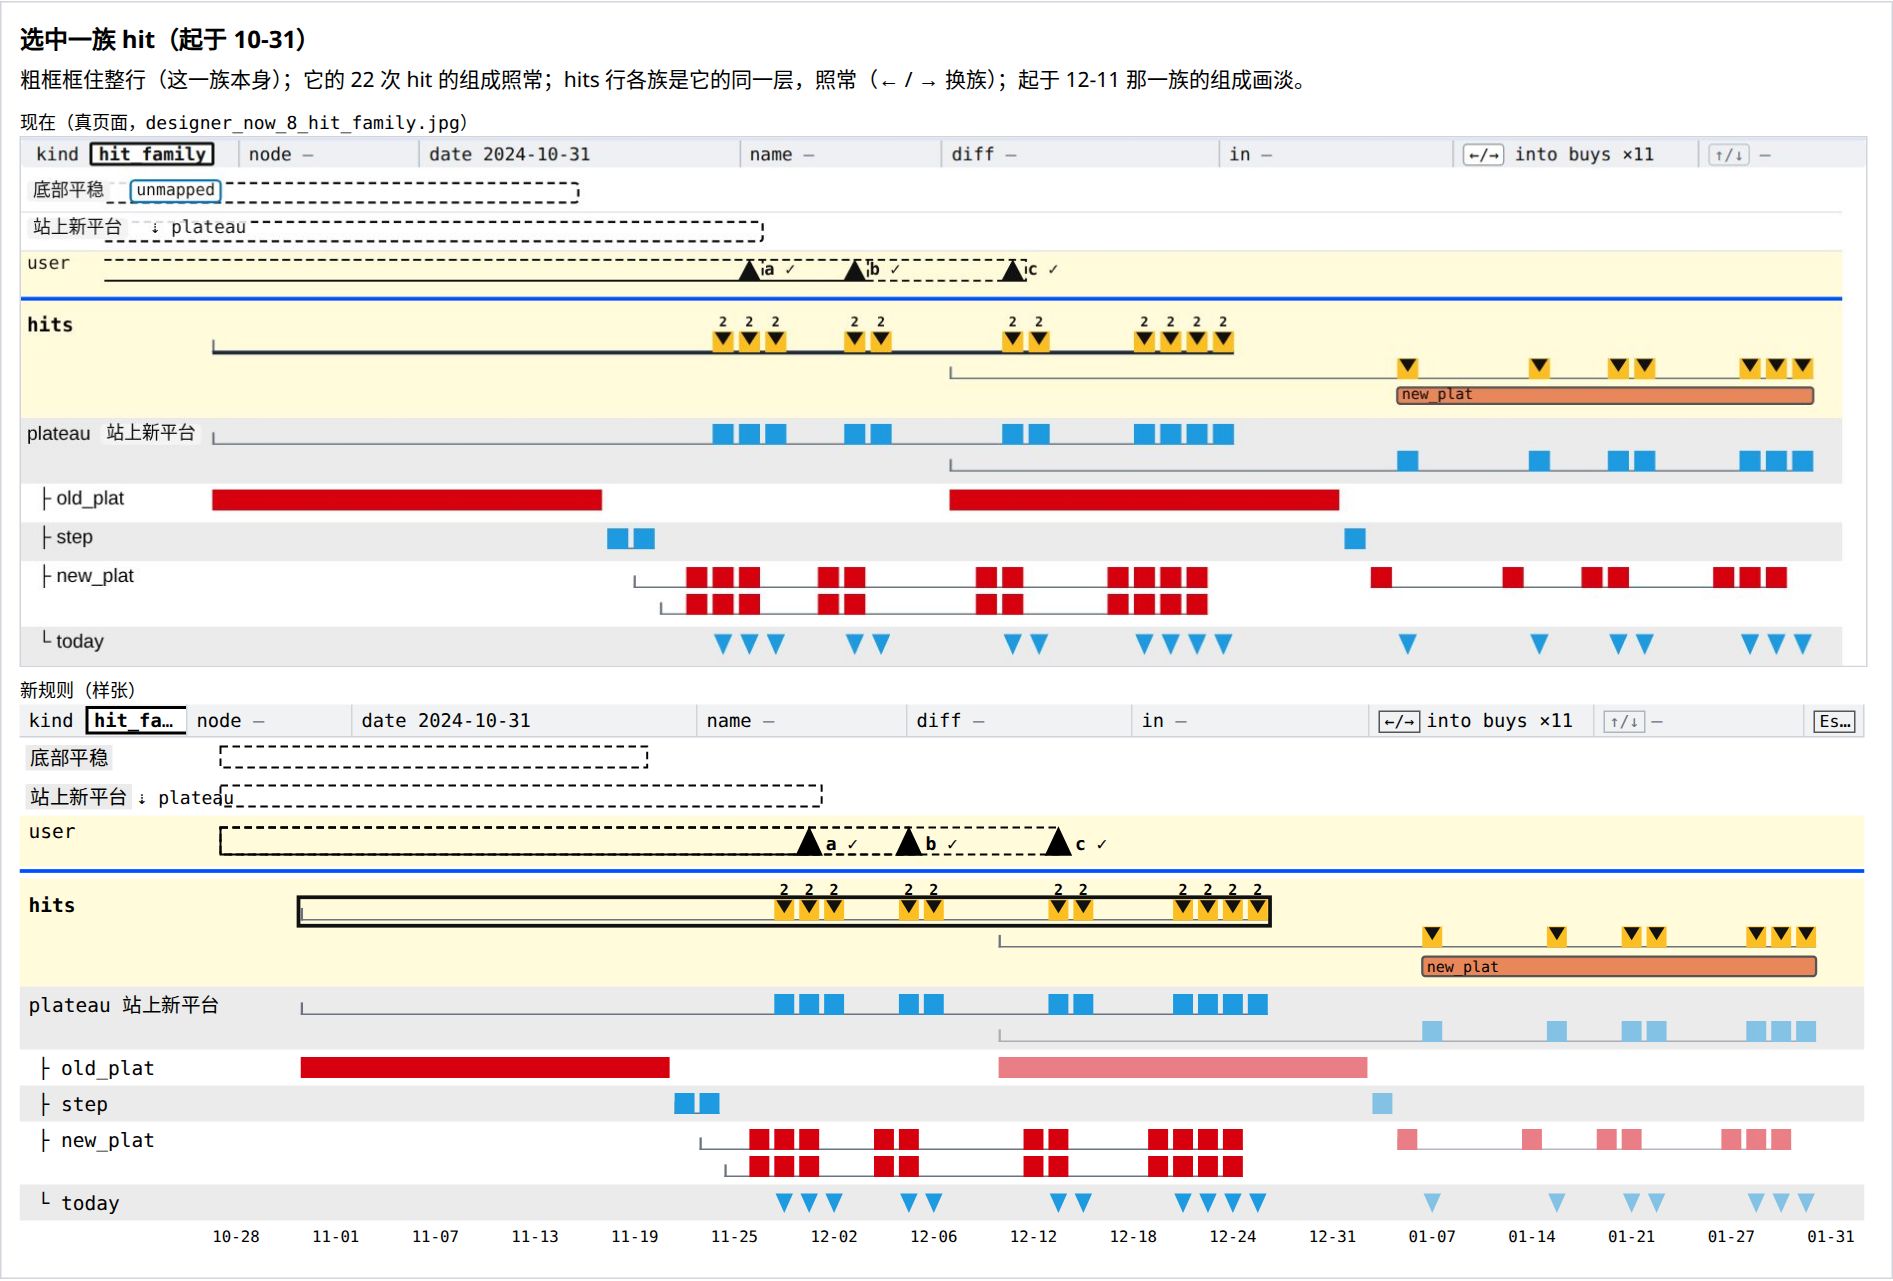 选中一族 hit（起于 10-31）
粗框框住整行（这一族本身）；它的 22 次 hit 的组成照常；hits 行各族是它的同一层，照常（← / → 换族）；起于 12-11 那一族的组成画淡。
现在（真页面，designer_now_8_hit_family.jpg）
kind hit_family node — date 2024-10-31 name — diff — in — ←/→ into buys ×11 ↑/↓ —
底部平稳 unmapped
站上新平台 ⇣ plateau
user a ✓ b ✓ c ✓
2 2 2 2 2 2 2 2 2 2 2
hits
new_plat
plateau 站上新平台
├ old_plat
├ step
├ new_plat
└ today
新规则（样张）
kind hit_fa… node — date 2024-10-31 name — diff — in — ←/→ into buys ×11 ↑/↓ — Es…
底部平稳
站上新平台 ⇣ plateau
user a ✓ b ✓ c ✓
2 2 2 2 2 2 2 2 2 2 2
hits
new_plat
plateau 站上新平台
├ old_plat
├ step
├ new_plat
└ today
10-28 11-01 11-07 11-13 11-19 11-25 12-02 12-06 12-12 12-18 12-24 12-31 01-07 01-14 01-21 01-27 01-31